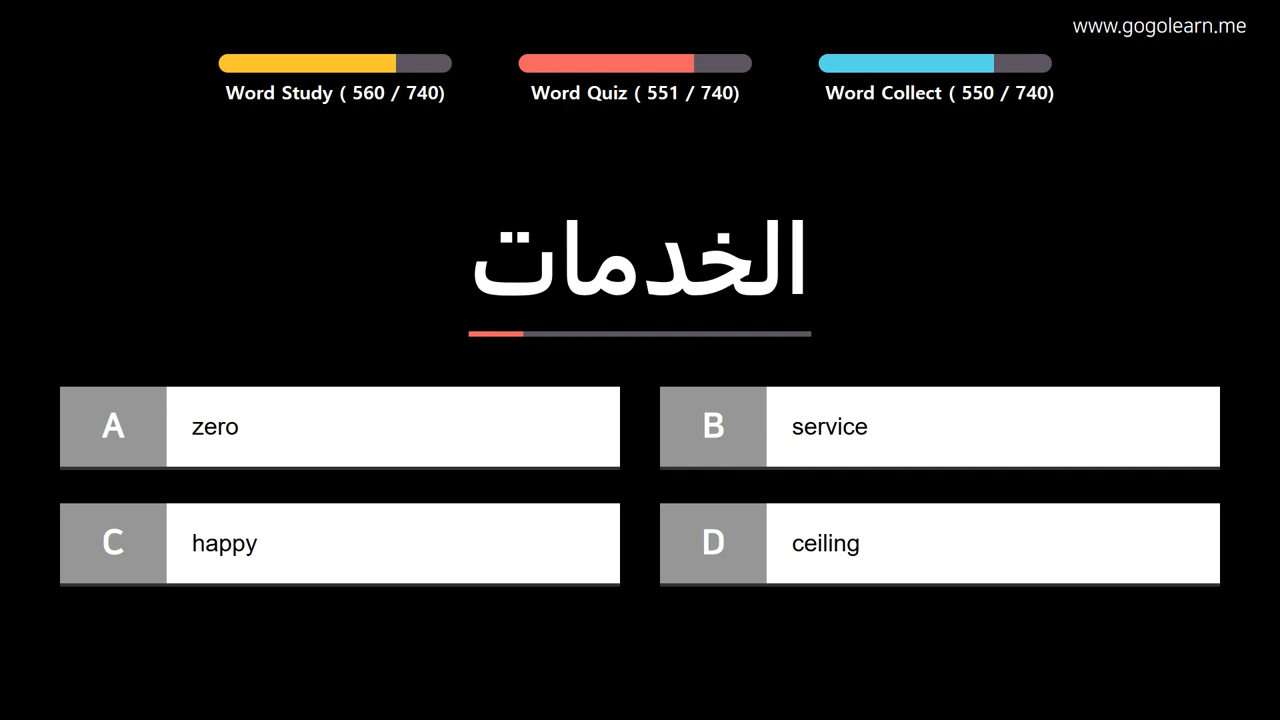 www.gogolearn.me
Word Study ( 560 / 740)
Word Quiz ( 551 / 740)
Word Collect ( 550 / 740)
الخدمات
A zero
B service
C happy
D ceiling